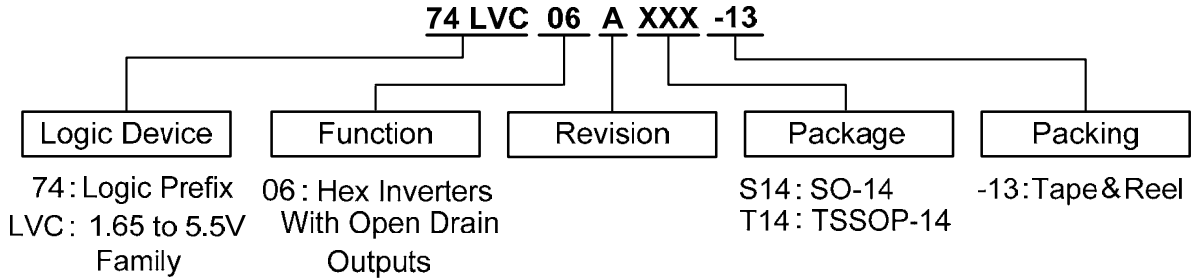 74 LVC 06 A XXX -13
Logic Device
Function
Revision
Package
Packing
74 : Logic Prefix
LVC : 1.65 to 5.5V
Family
06 : Hex Inverters
With Open Drain
Outputs
S14 : SO-14
T14 : TSSOP-14
-13 : Tape & Reel